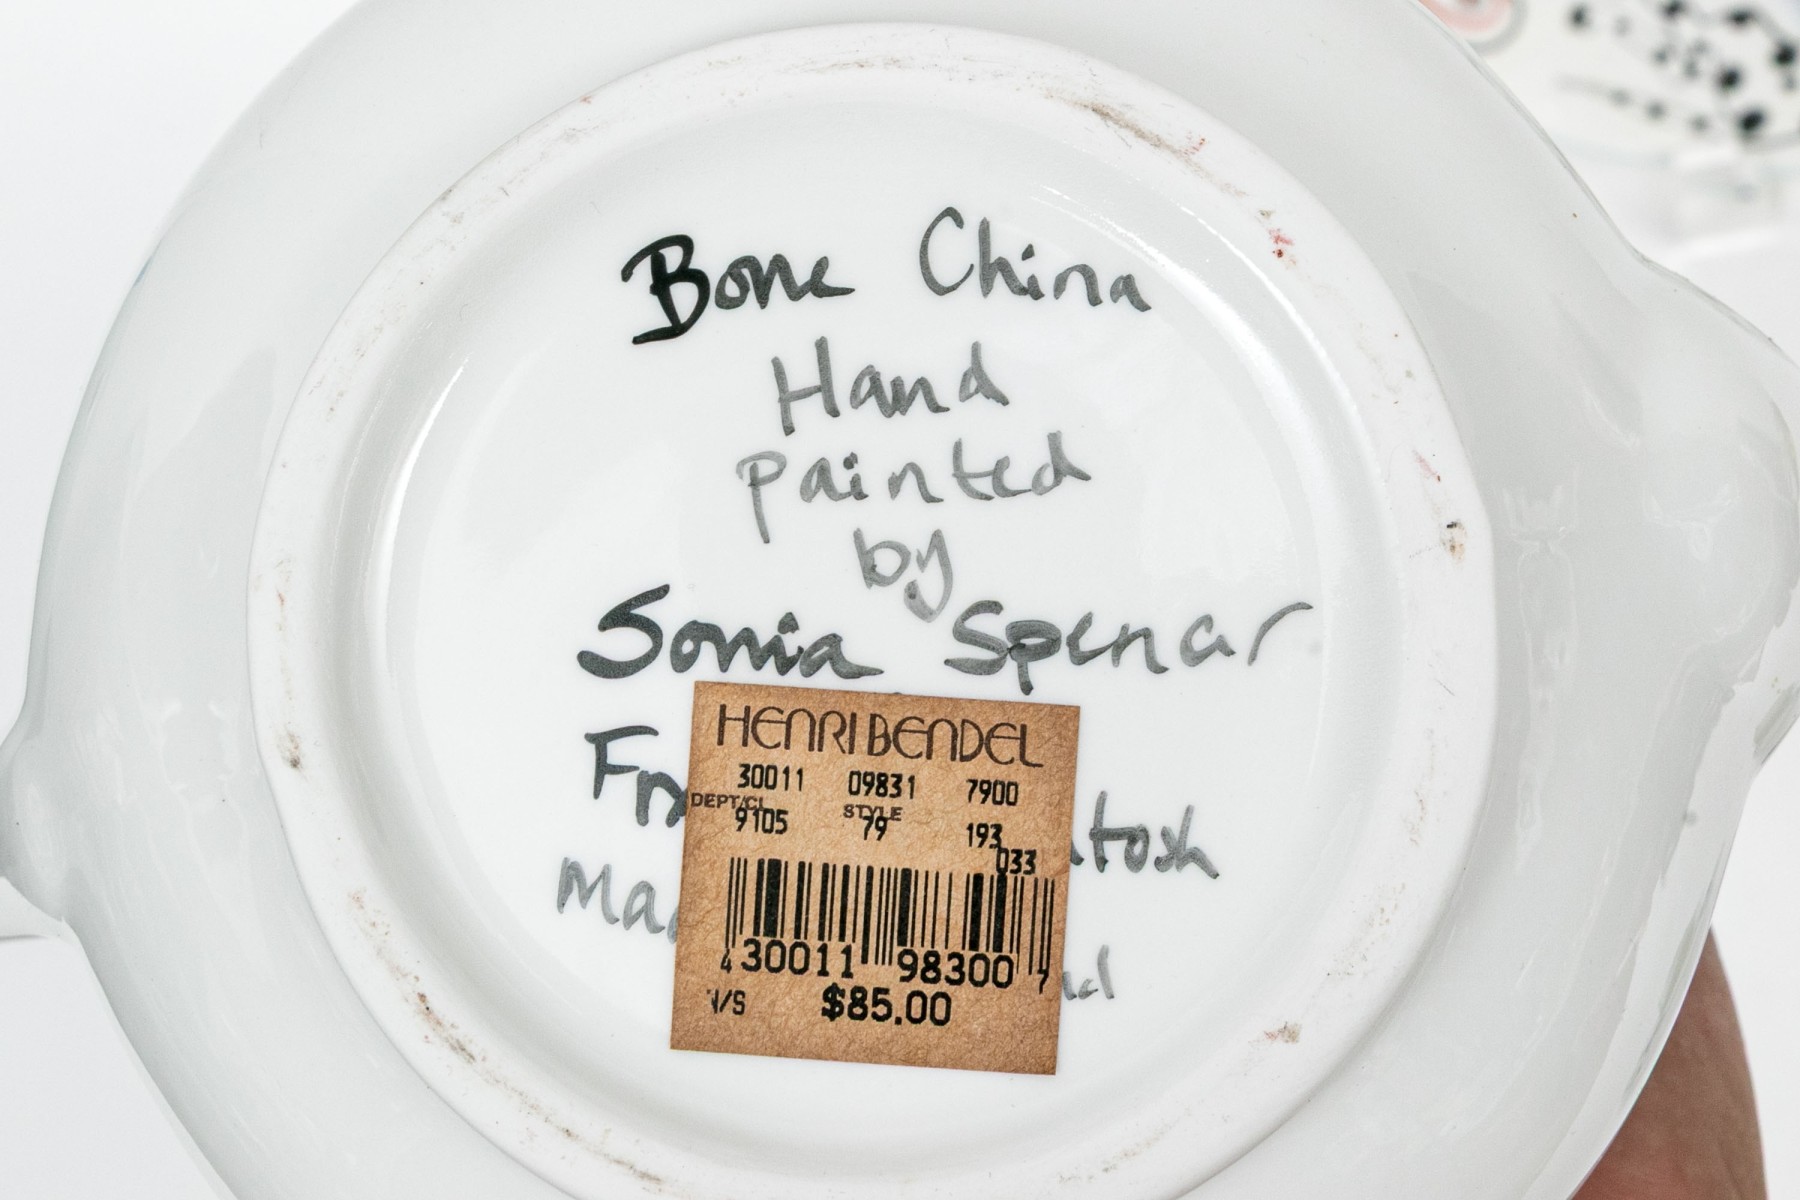 Bone China
Hand
painted
by
Sonia Spencer
HENRI BENDEL
30011 09831 7900
DEPT/CL STYLE
9105 79 193
033
4 30011 98300 7
$85.00